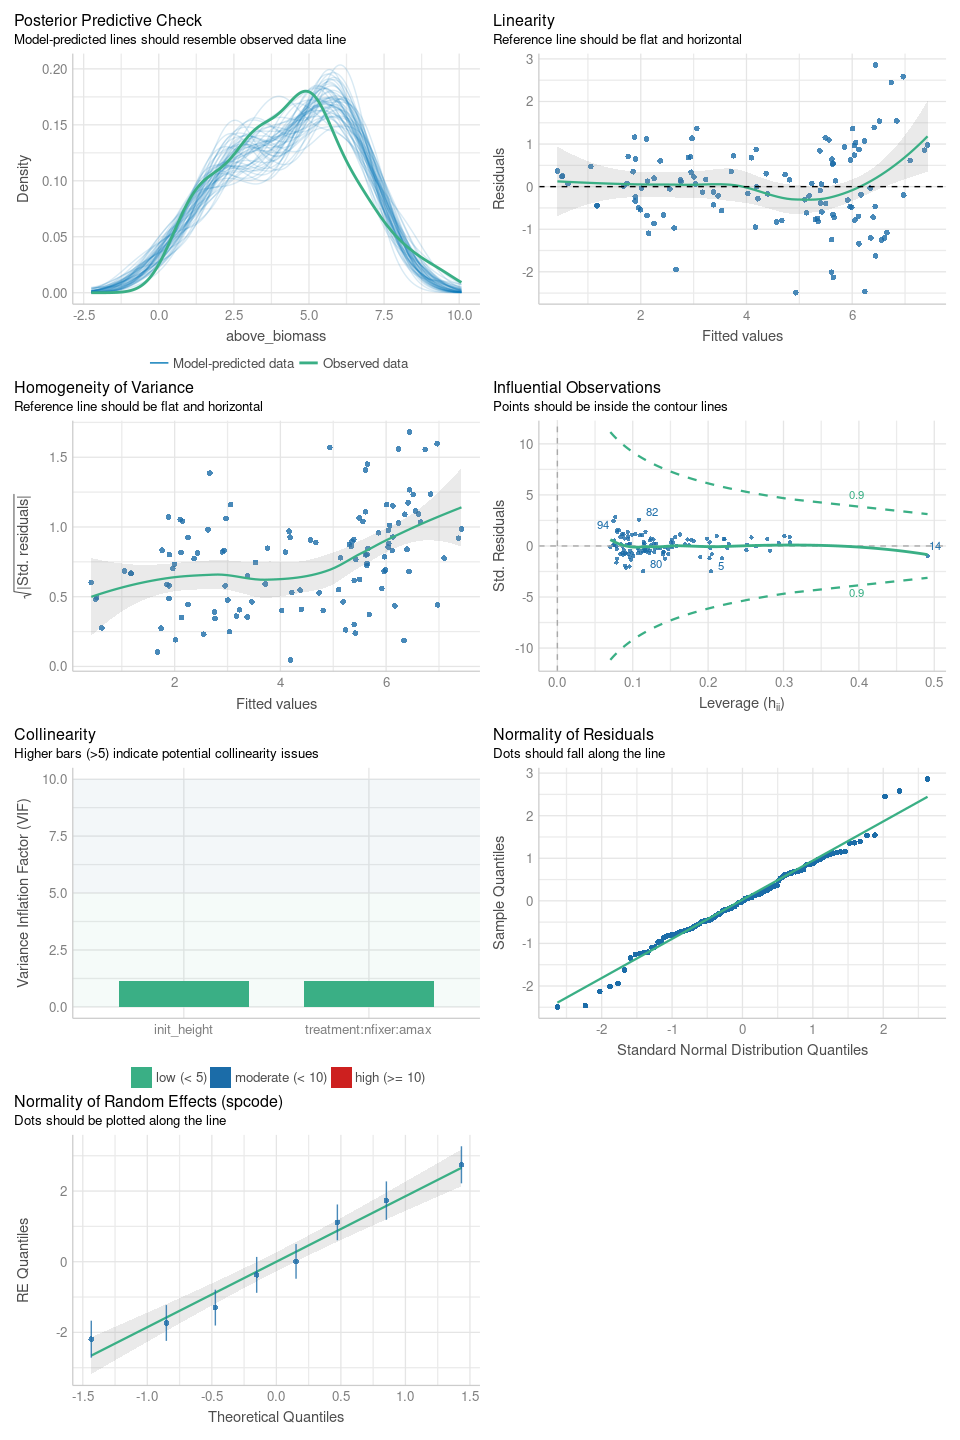 Posterior Predictive Check
Model-predicted lines should resemble observed data line
0.20
0.15
0.10
0.05
0.00
Density
-2.5 0.0 2.5 5.0 7.5 10.0
above_biomass
Model-predicted data Observed data
Linearity
Reference line should be flat and horizontal
3
2
1
0
-1
-2
Residuals
2 4 6
Fitted values
Homogeneity of Variance
Reference line should be flat and horizontal
1.5
1.0
0.5
0.0
√|Std. residuals|
2 4 6
Fitted values
Influential Observations
Points should be inside the contour lines
10
5
0
-5
-10
Std. Residuals
0.9
82
94
14
80
5
0.9
0.0 0.1 0.2 0.3 0.4 0.5
Leverage (hii)
Collinearity
Higher bars (>5) indicate potential collinearity issues
10.0
7.5
5.0
2.5
0.0
Variance Inflation Factor (VIF)
init_height treatment:nfixer:amax
low (< 5) moderate (< 10) high (>= 10)
Normality of Residuals
Dots should fall along the line
3
2
1
0
-1
-2
Sample Quantiles
-2 -1 0 1 2
Standard Normal Distribution Quantiles
Normality of Random Effects (spcode)
Dots should be plotted along the line
2
0
-2
RE Quantiles
-1.5 -1.0 -0.5 0.0 0.5 1.0 1.5
Theoretical Quantiles